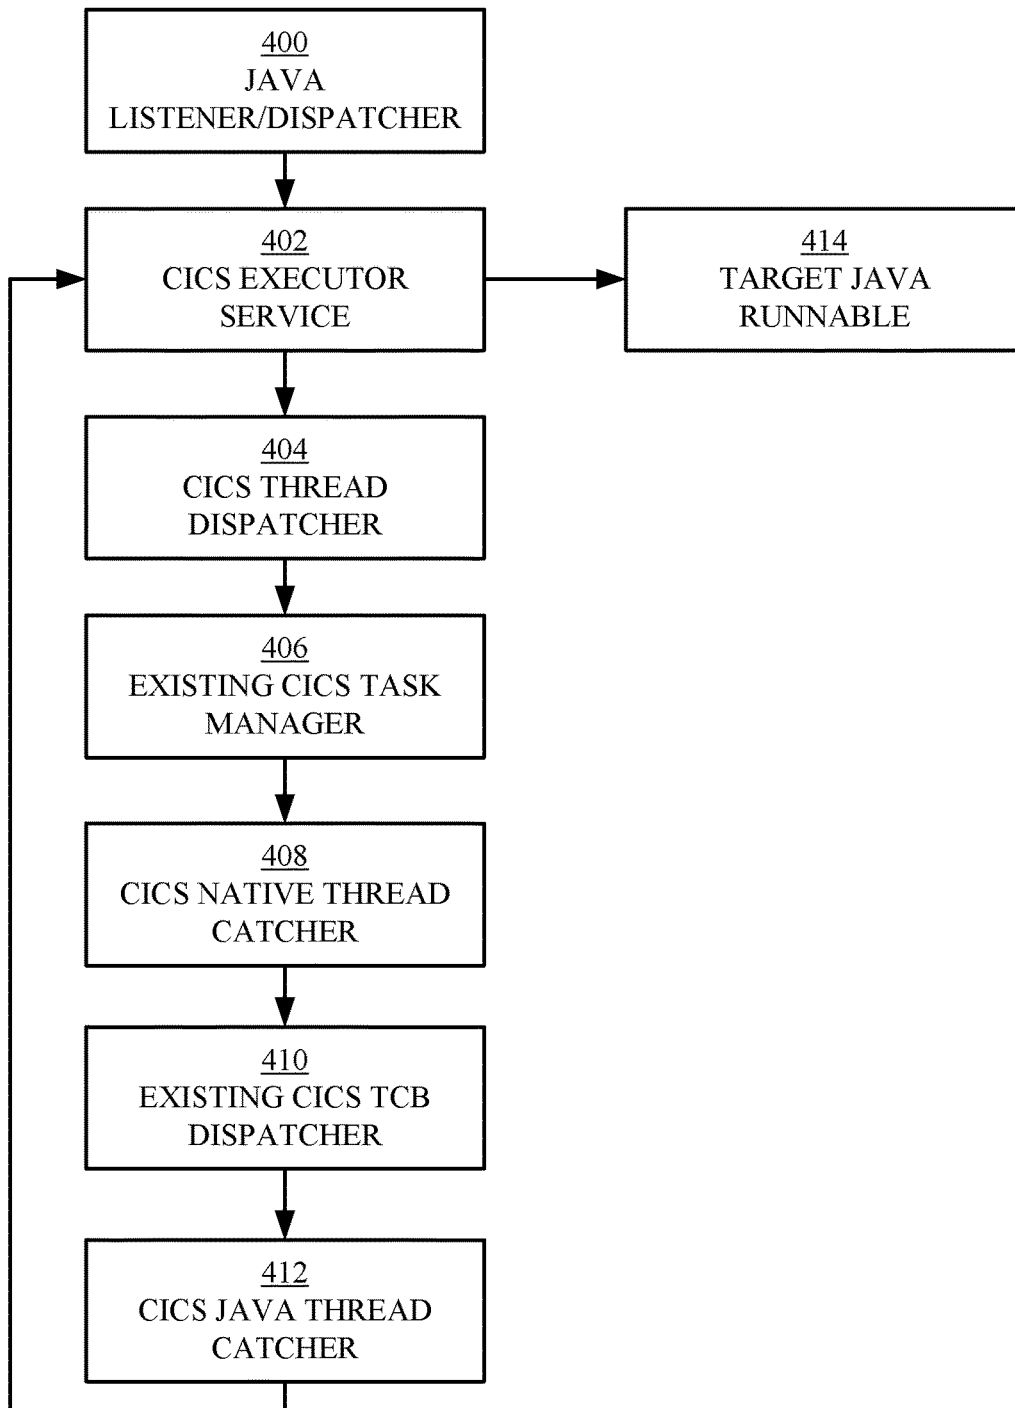 400
JAVA
LISTENER/DISPATCHER
402
CICS EXECUTOR
SERVICE
414
TARGET JAVA
RUNNABLE
404
CICS THREAD
DISPATCHER
406
EXISTING CICS TASK
MANAGER
408
CICS NATIVE THREAD
CATCHER
410
EXISTING CICS TCB
DISPATCHER
412
CICS JAVA THREAD
CATCHER